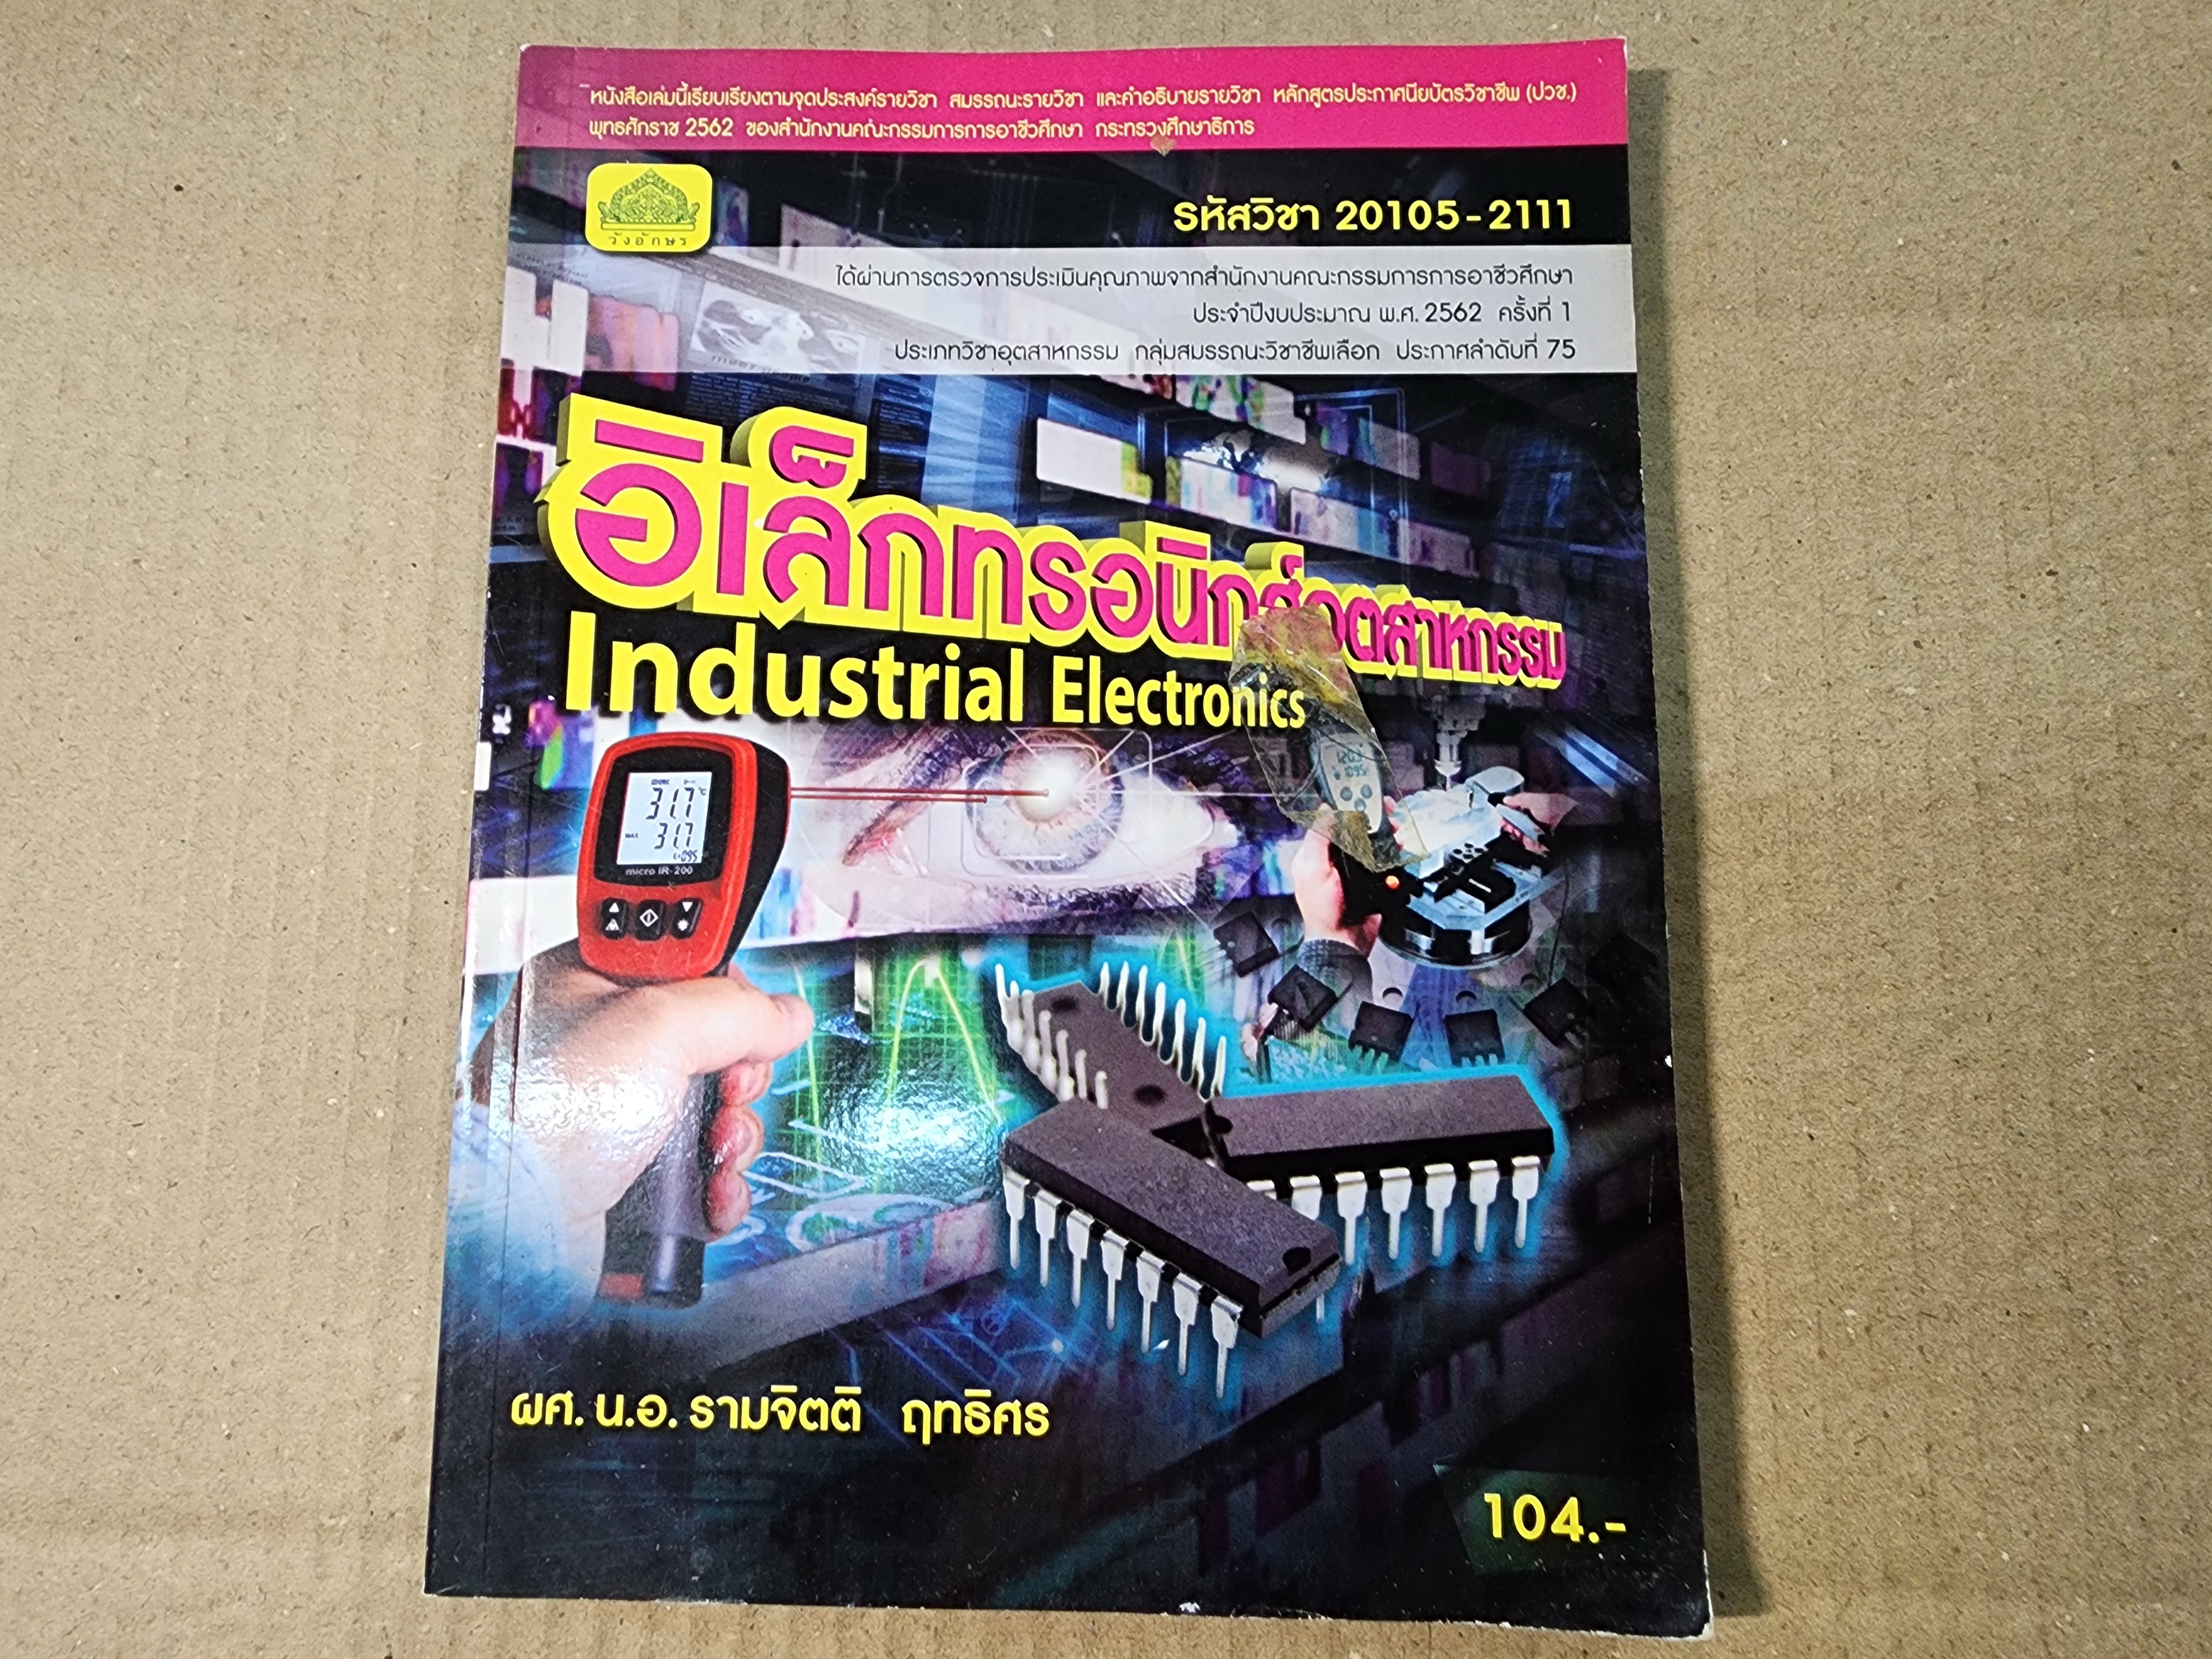 หนังสือเล่มนี้เรียบเรียงตามจุดประสงค์รายวิชา สมรรถนะรายวิชา และคำอธิบายรายวิชา หลักสูตรประกาศนียบัตรวิชาชีพ (ปวช.)
พุทธศักราช 2562 ของสำนักงานคณะกรรมการการอาชีวศึกษา กระทรวงศึกษาธิการ
วังอักษร
รหัสวิชา 20105-2111
ได้ผ่านการตรวจการประเมินคุณภาพจากสำนักงานคณะกรรมการการอาชีวศึกษา
ประจำปีงบประมาณ พ.ศ. 2562 ครั้งที่ 1
ประเภทวิชาอุตสาหกรรม กลุ่มสมรรถนะวิชาชีพเลือก ประกาศลำดับที่ 75
อิเล็กทรอนิกส์อุตสาหกรรม
Industrial Electronics
31.7 °C
31.7
micro IR-200
ผศ. น.อ. รามจิตติ ฤทธิศร
104.-